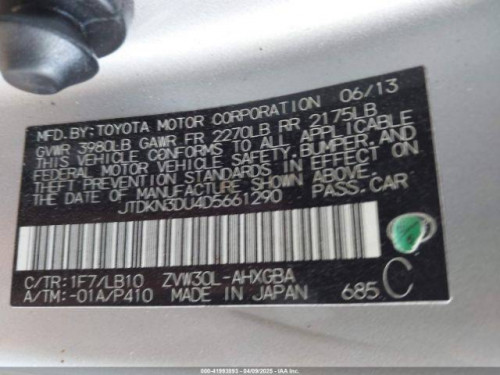 MFD. BY: TOYOTA MOTOR CORPORATION 06/13
GVWR 3980LB GAWR FR 2270LB RR 2175LB
THIS VEHICLE CONFORMS TO ALL APPLICABLE
FEDERAL MOTOR VEHICLE SAFETY, BUMPER, AND
THEFT PREVENTION STANDARDS IN EFFECT ON
THE DATE OF MANUFACTURE SHOWN ABOVE.
JTDKN3DU4D5661290 PASS. CAR
C/TR: 1F7/LB10 ZVW30L-AHXGBA
A/TM: -01A/P410 MADE IN JAPAN 685 C
000-41993893 - 04/09/2025 - IAA Inc.